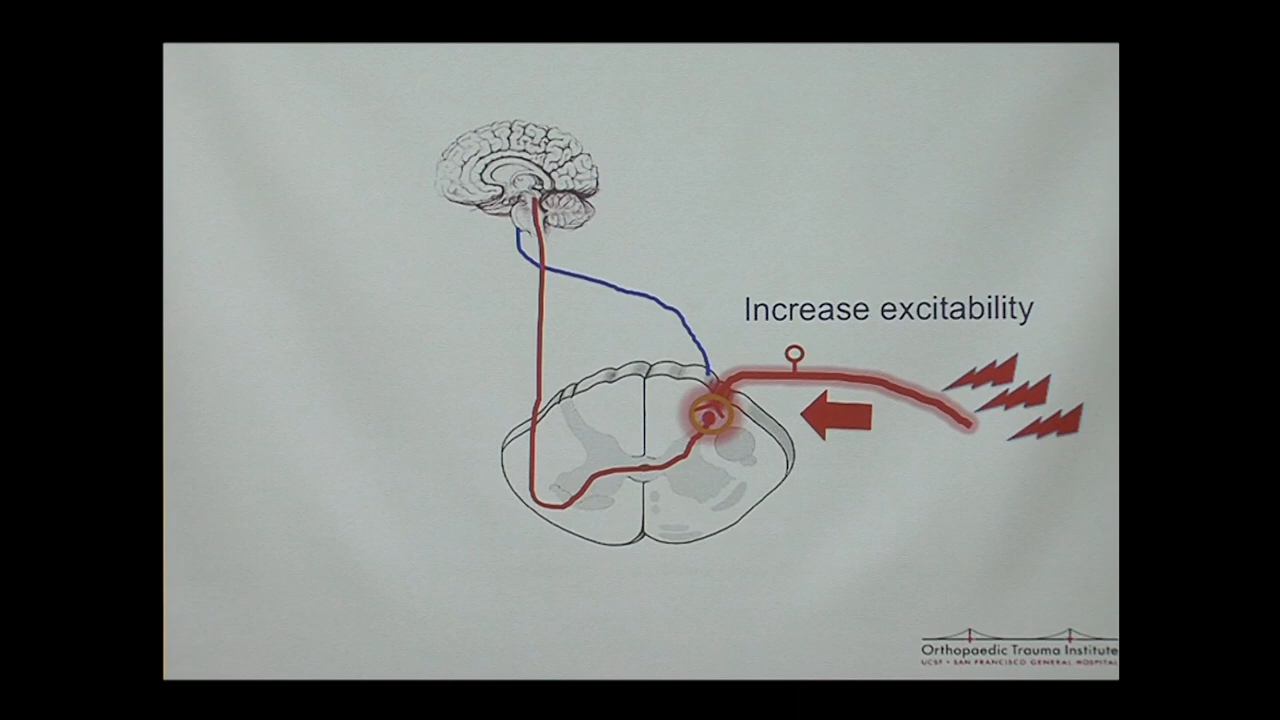 Increase excitability
Orthopaedic Trauma Institute
UCSF • SAN FRANCISCO GENERAL HOSPITAL